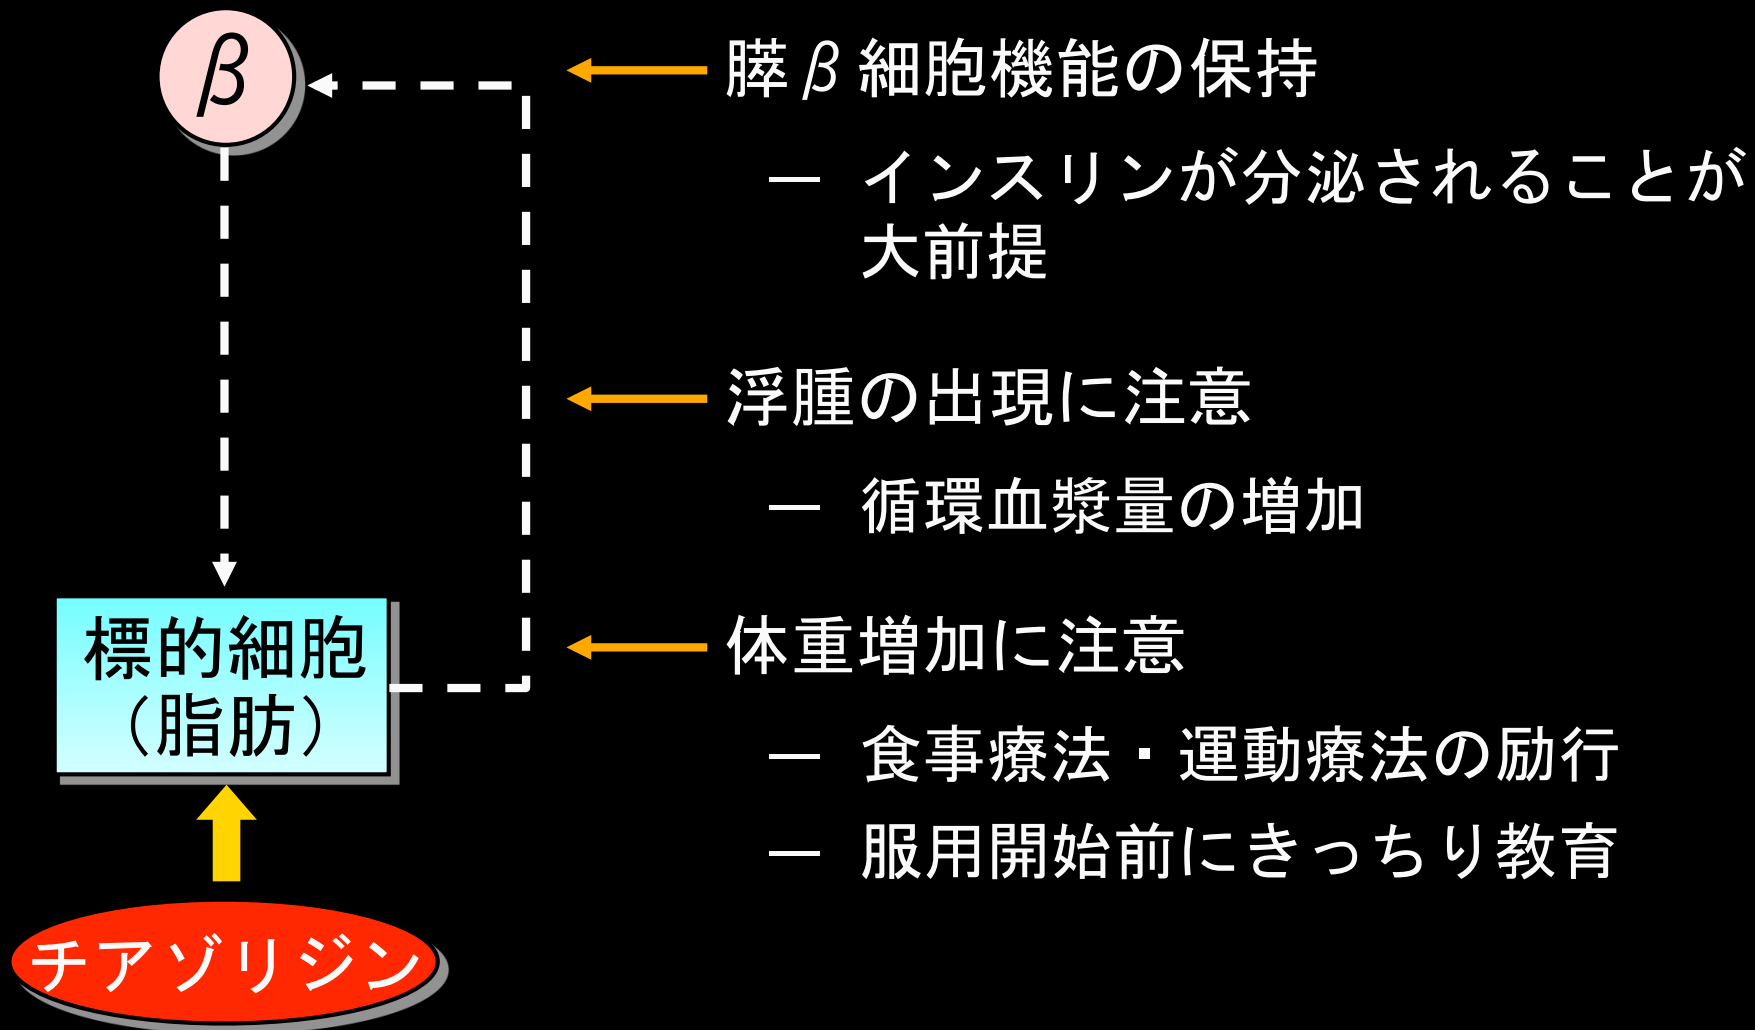 β
膵β細胞機能の保持
― インスリンが分泌されることが
大前提
浮腫の出現に注意
― 循環血漿量の増加
体重増加に注意
― 食事療法・運動療法の励行
― 服用開始前にきっちり教育
標的細胞
（脂肪）
チアゾリジン